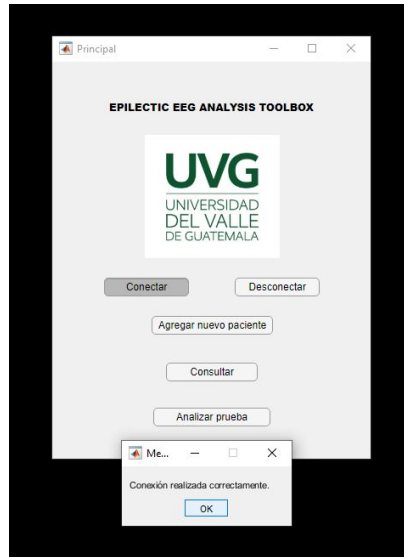 Principal
EPILECTIC EEG ANALYSIS TOOLBOX
UVG
UNIVERSIDAD
DEL VALLE
DE GUATEMALA
Conectar
Desconectar
Agregar nuevo paciente
Consultar
Analizar prueba
Me...
Conexión realizada correctamente.
OK